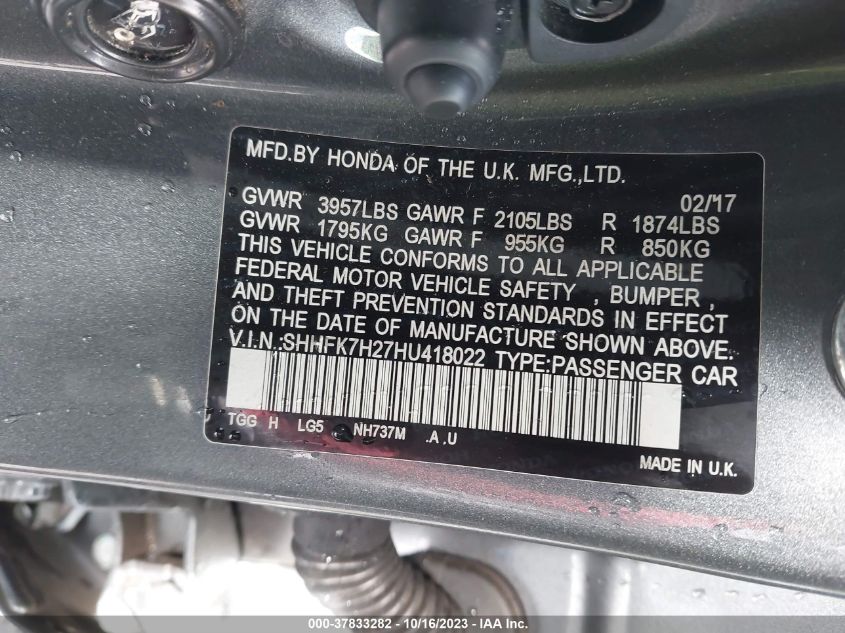 MFD.BY HONDA OF THE U.K. MFG.,LTD.
02/17
GVWR 3957LBS GAWR F 2105LBS R 1874LBS
GVWR 1795KG GAWR F 955KG R 850KG
THIS VEHICLE CONFORMS TO ALL APPLICABLE
FEDERAL MOTOR VEHICLE SAFETY , BUMPER ,
AND THEFT PREVENTION STANDARDS IN EFFECT
ON THE DATE OF MANUFACTURE SHOWN ABOVE.
V.I.N.:SHHFK7H27HU418022 TYPE:PASSENGER CAR
TGG H LG5 NH737M .A .U
MADE IN U.K.
000-37833282 - 10/16/2023 - IAA Inc.